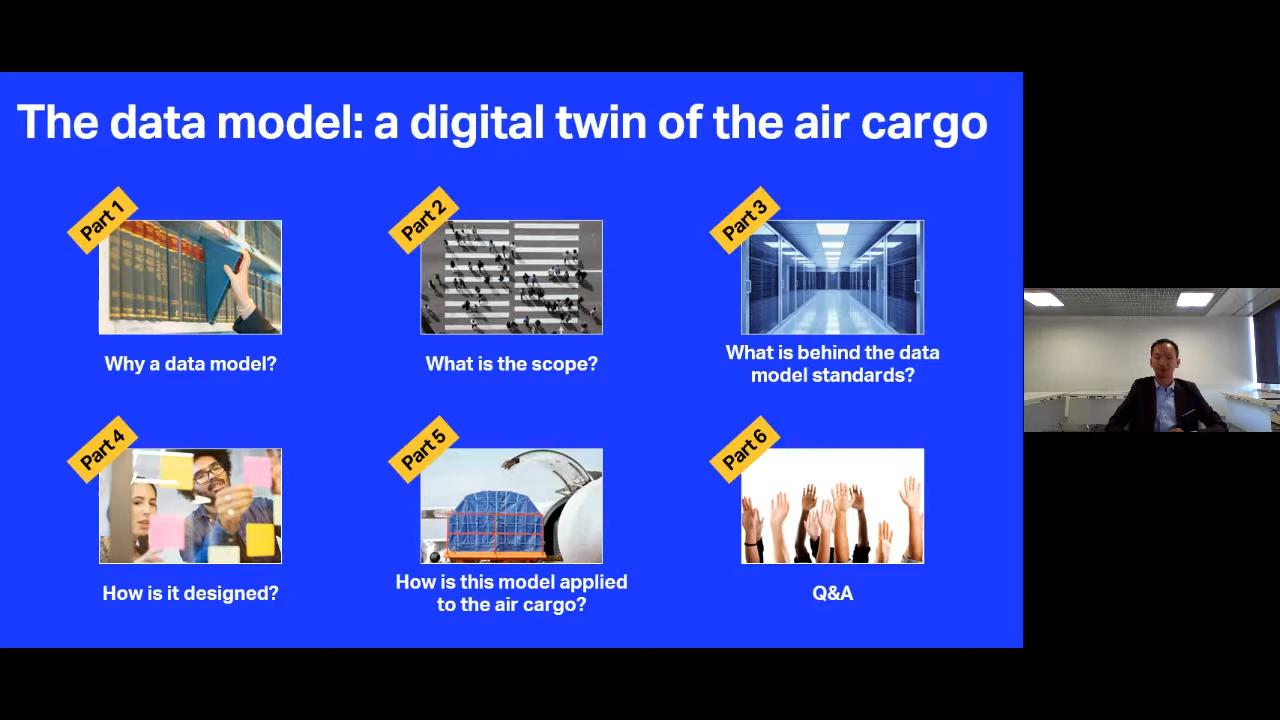 The data model: a digital twin of the air cargo
Part 1
Part 2
Part 3
Why a data model?
What is the scope?
What is behind the data
model standards?
Part 4
Part 5
Part 6
How is it designed?
How is this model applied
to the air cargo?
Q&A